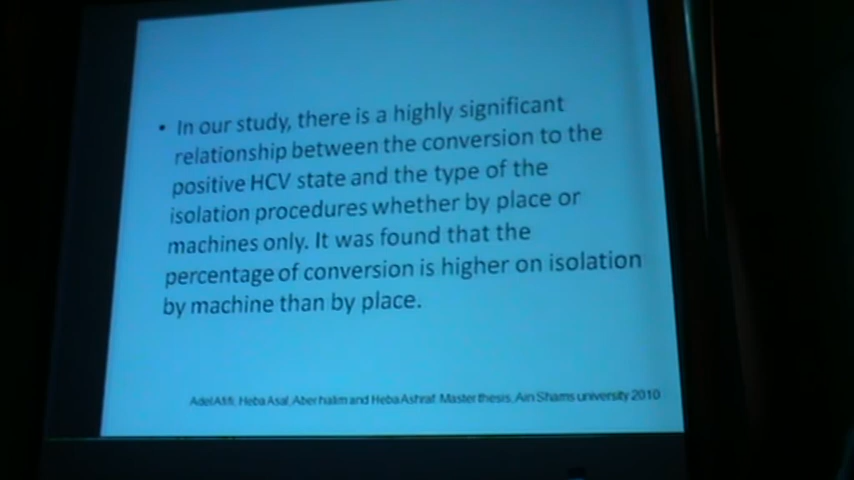 • In our study, there is a highly significant
relationship between the conversion to the
positive HCV state and the type of the
isolation procedures whether by place or
machines only. It was found that the
percentage of conversion is higher on isolation
by machine than by place.
Adel Afifi, Heba Asal, Aber halim and Heba Ashraf. Master thesis, Ain Shams university 2010